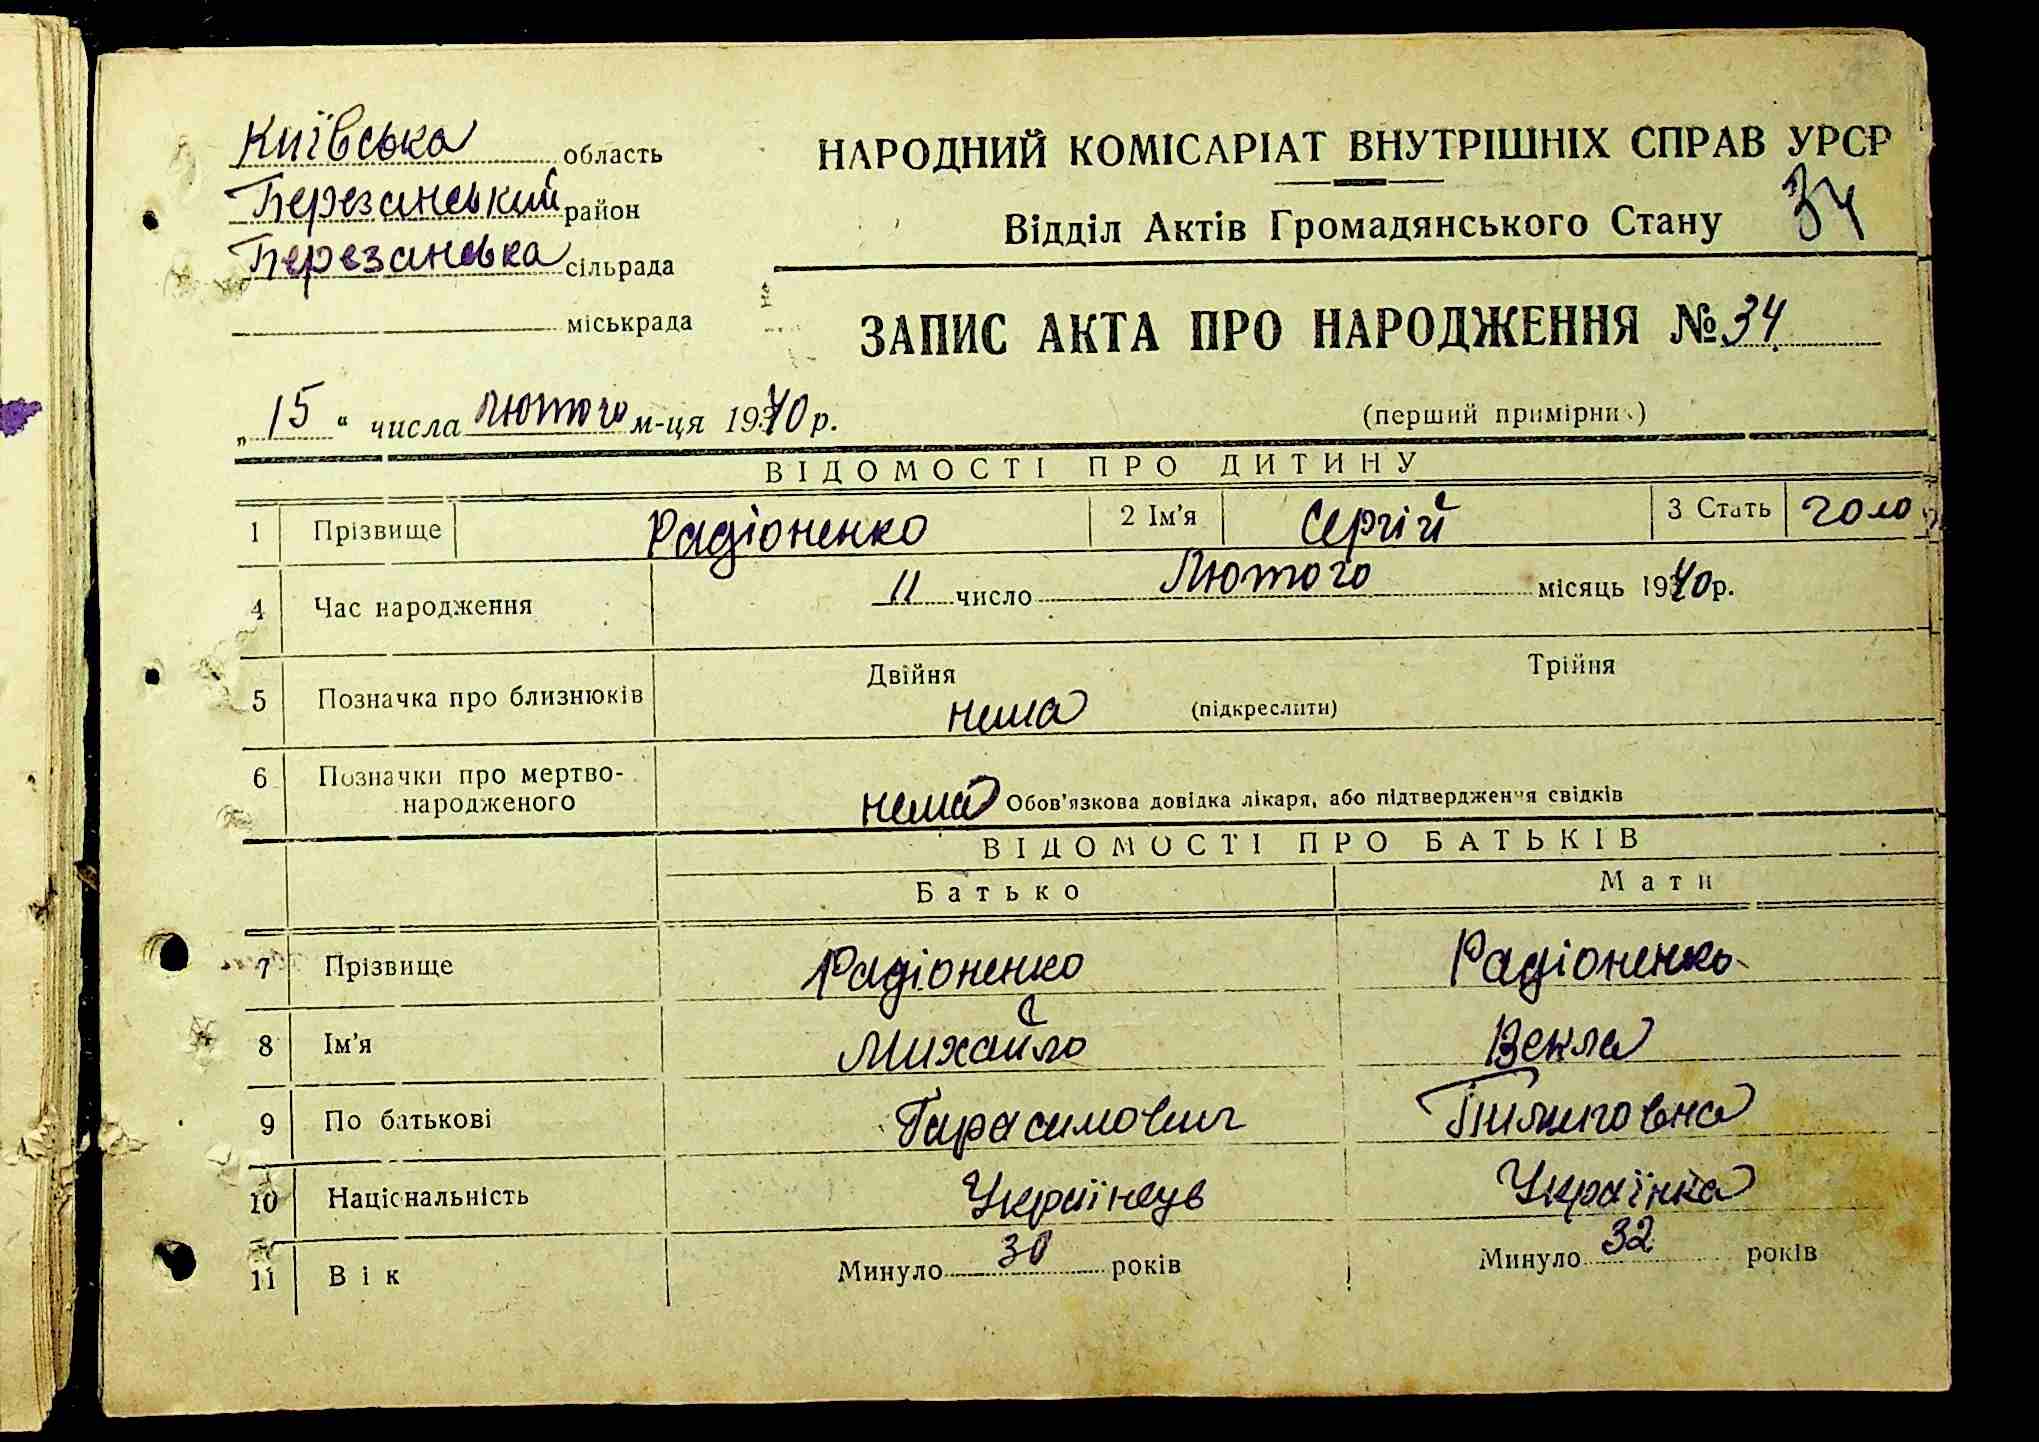 Київська область
Березанський район
Березанська сільрада
міськрада
НАРОДНИЙ КОМІСАРІАТ ВНУТРІШНІХ СПРАВ УРСР
Відділ Актів Громадянського Стану 34
ЗАПИС АКТА ПРО НАРОДЖЕННЯ № 34
„15“ числа лютого м-ця 1940 р.
(перший примірник)
ВІДОМОСТІ ПРО ДИТИНУ
1 Прізвище Радіоненко 2 Ім'я Сергій 3 Стать чоло
4 Час народження 11 число Лютого місяць 1940 р.
5 Позначка про близнюків Двійня Трійня
нема (підкреслити)
6 Позначки про мертво-
народженого нема Обов'язкова довідка лікаря, або підтвердження свідків
ВІДОМОСТІ ПРО БАТЬКІВ
Батько Мати
7 Прізвище Радіоненко Радіоненко
8 Ім'я Михайло Векла
9 По батькові Гарасимович
10 Національність Українець Українка
11 Вік Минуло 30 років Минуло 32 років